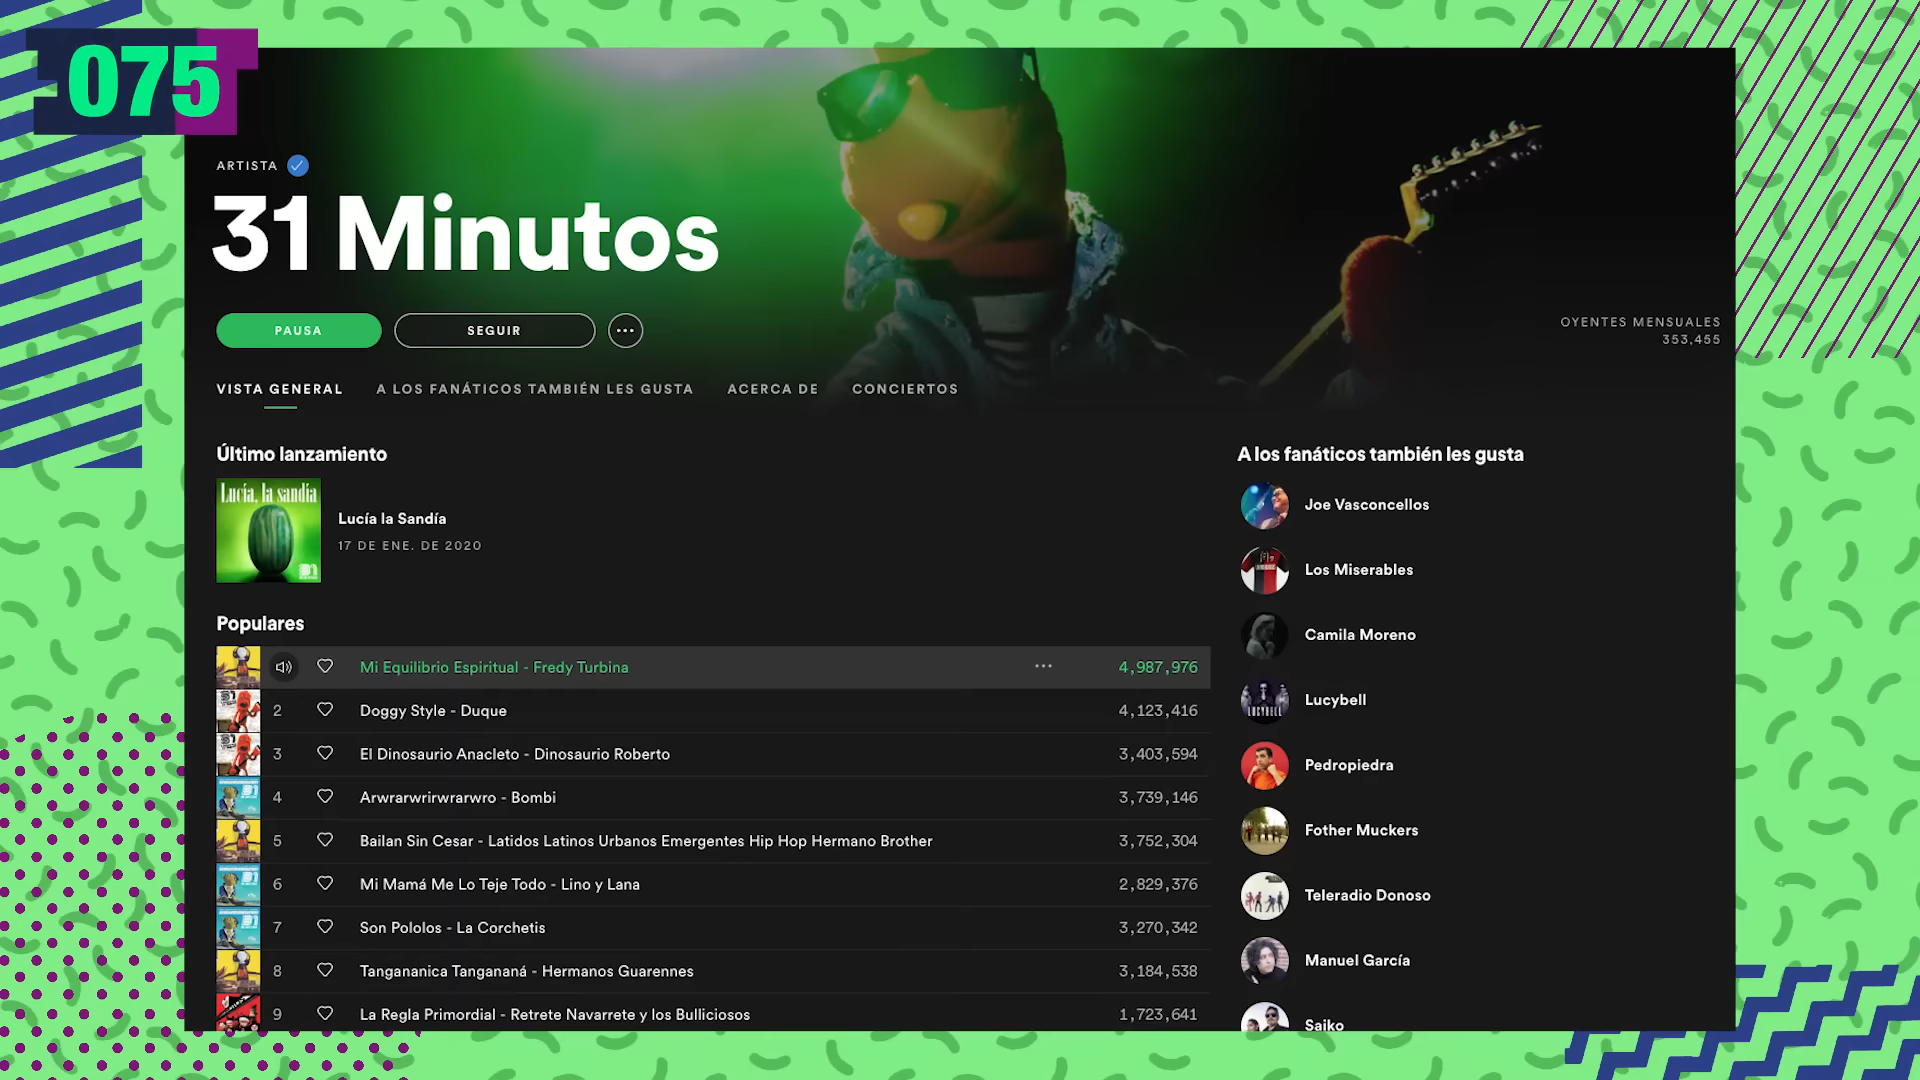 075
ARTISTA
31 Minutos
PAUSA
SEGUIR
OYENTES MENSUALES
353,455
VISTA GENERAL
A LOS FANÁTICOS TAMBIÉN LES GUSTA
ACERCA DE
CONCIERTOS
Último lanzamiento
Lucía, la sandía
31
Lucía la Sandía
17 DE ENE. DE 2020
Populares
Mi Equilibrio Espiritual - Fredy Turbina 4,987,976
2 Doggy Style - Duque 4,123,416
3 El Dinosaurio Anacleto - Dinosaurio Roberto 3,403,594
4 Arwrarwrirwrarwro - Bombi 3,739,146
5 Bailan Sin Cesar - Latidos Latinos Urbanos Emergentes Hip Hop Hermano Brother 3,752,304
6 Mi Mamá Me Lo Teje Todo - Lino y Lana 2,829,376
7 Son Pololos - La Corchetis 3,270,342
8 Tangananica Tangananá - Hermanos Guarennes 3,184,538
9 La Regla Primordial - Retrete Navarrete y los Bulliciosos 1,723,641
A los fanáticos también les gusta
Joe Vasconcellos
Los Miserables
Camila Moreno
LUCYBELL
Lucybell
Pedropiedra
Fother Muckers
Teleradio Donoso
Manuel García
Saiko